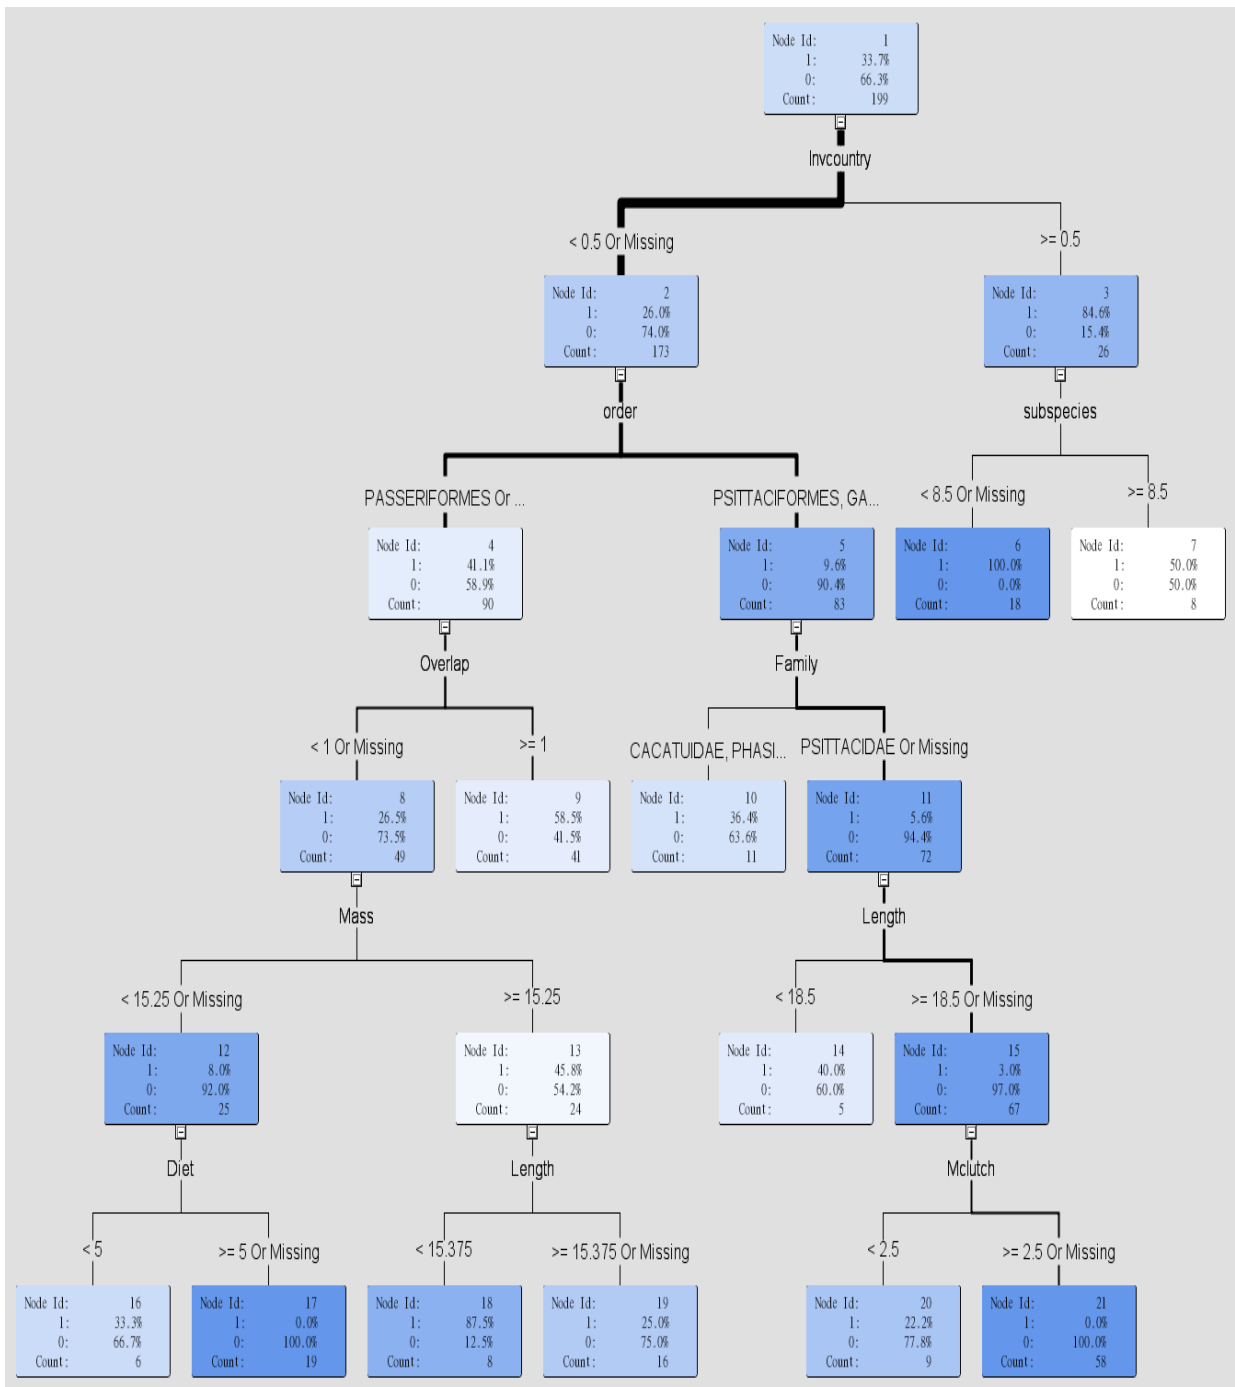 Node Id: 1
1: 33.7%
0: 66.3%
Count: 199
Invcountry
< 0.5 Or Missing
>= 0.5
Node Id: 2
1: 26.0%
0: 74.0%
Count: 173
Node Id: 3
1: 84.6%
0: 15.4%
Count: 26
order
subspecies
PASSERIFORMES Or ...
PSITTACIFORMES, GA...
< 8.5 Or Missing
>= 8.5
Node Id: 4
1: 41.1%
0: 58.9%
Count: 90
Node Id: 5
1: 9.6%
0: 90.4%
Count: 83
Node Id: 6
1: 100.0%
0: 0.0%
Count: 18
Node Id: 7
1: 50.0%
0: 50.0%
Count: 8
Overlap
Family
< 1 Or Missing
>= 1
CACATUIDAE, PHASI...
PSITTACIDAE Or Missing
Node Id: 8
1: 26.5%
0: 73.5%
Count: 49
Node Id: 9
1: 58.5%
0: 41.5%
Count: 41
Node Id: 10
1: 36.4%
0: 63.6%
Count: 11
Node Id: 11
1: 5.6%
0: 94.4%
Count: 72
Mass
Length
< 15.25 Or Missing
>= 15.25
< 18.5
>= 18.5 Or Missing
Node Id: 12
1: 8.0%
0: 92.0%
Count: 25
Node Id: 13
1: 45.8%
0: 54.2%
Count: 24
Node Id: 14
1: 40.0%
0: 60.0%
Count: 5
Node Id: 15
1: 3.0%
0: 97.0%
Count: 67
Diet
Length
Mclutch
< 5
>= 5 Or Missing
< 15.375
>= 15.375 Or Missing
< 2.5
>= 2.5 Or Missing
Node Id: 16
1: 33.3%
0: 66.7%
Count: 6
Node Id: 17
1: 0.0%
0: 100.0%
Count: 19
Node Id: 18
1: 87.5%
0: 12.5%
Count: 8
Node Id: 19
1: 25.0%
0: 75.0%
Count: 16
Node Id: 20
1: 22.2%
0: 77.8%
Count: 9
Node Id: 21
1: 0.0%
0: 100.0%
Count: 58